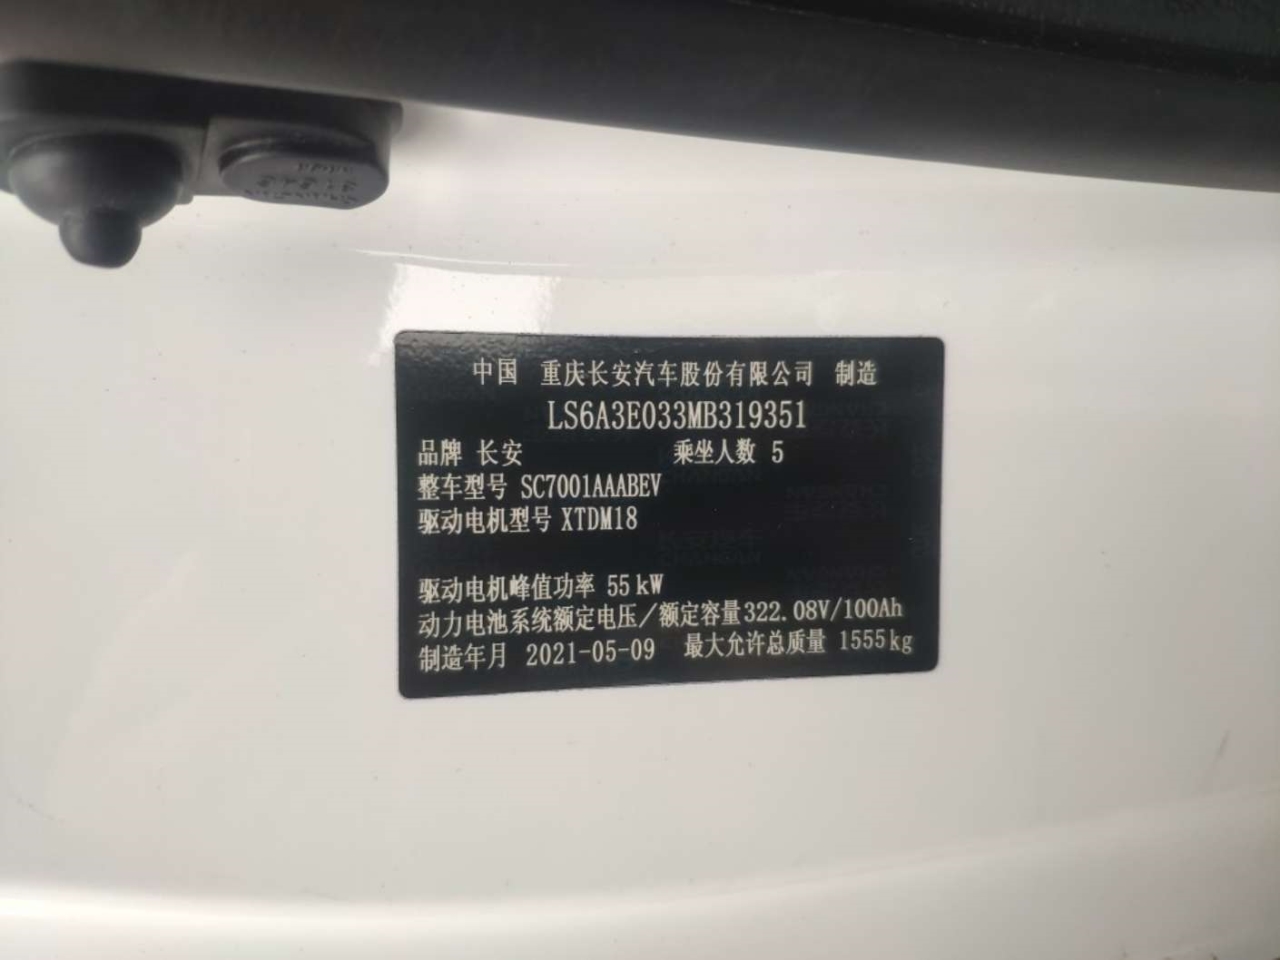 中国 重庆长安汽车股份有限公司 制造
LS6A3E033MB319351
品牌 长安 乘坐人数 5
整车型号 SC7001AAABEV
驱动电机型号 XTDM18
驱动电机峰值功率 55kW
动力电池系统额定电压/额定容量322.08V/100Ah
制造年月 2021-05-09 最大允许总质量 1555kg